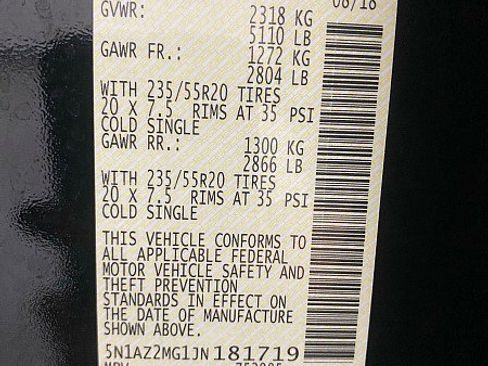 08/18
GVWR: 2318 KG
5110 LB
GAWR FR.: 1272 KG
2804 LB
WITH 235/55R20 TIRES
20 X 7.5 RIMS AT 35 PSI
COLD SINGLE
GAWR RR.: 1300 KG
2866 LB
WITH 235/55R20 TIRES
20 X 7.5 RIMS AT 35 PSI
COLD SINGLE
THIS VEHICLE CONFORMS TO
ALL APPLICABLE FEDERAL
MOTOR VEHICLE SAFETY AND
THEFT PREVENTION
STANDARDS IN EFFECT ON
THE DATE OF MANUFACTURE
SHOWN ABOVE.
5N1AZ2MG1JN181719
MPV